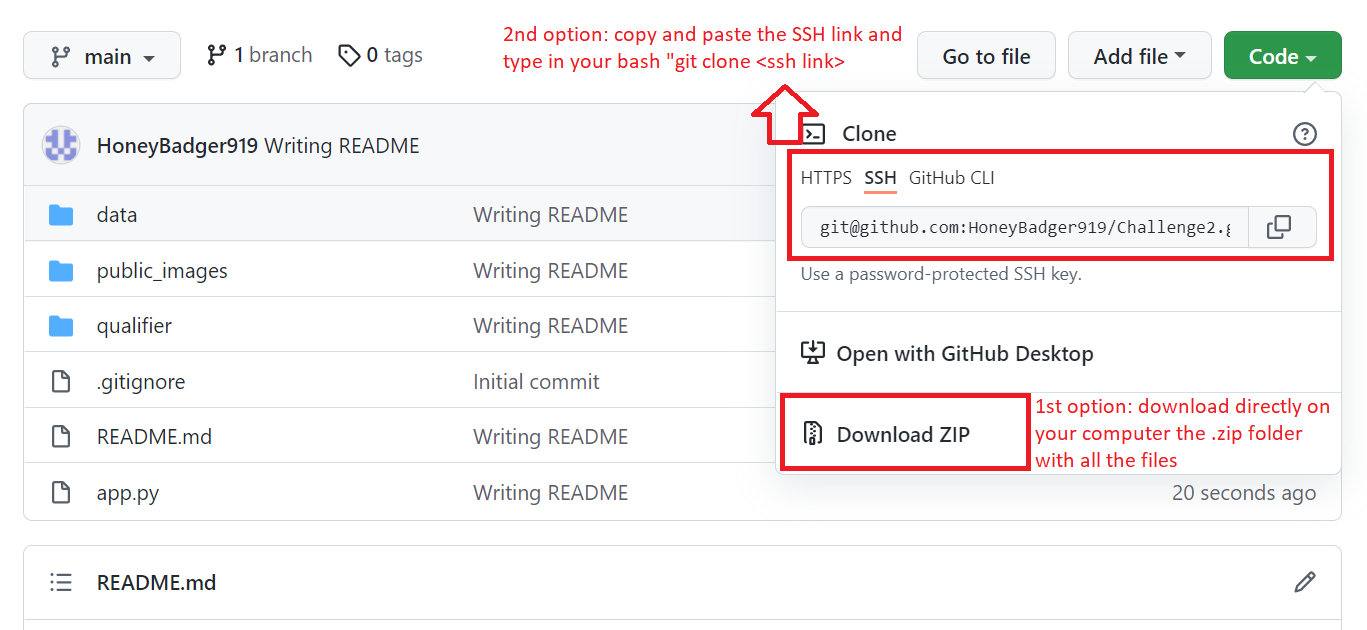 2nd option: copy and paste the SSH link and
type in your bash "git clone <ssh link>
main
1 branch
0 tags
Go to file
Add file
Code
HoneyBadger919 Writing README
Clone
HTTPS SSH GitHub CLI
git@github.com:HoneyBadger919/Challenge2.g
Use a password-protected SSH key.
Open with GitHub Desktop
Download ZIP
1st option: download directly on
your computer the .zip folder
with all the files
data Writing README
public_images Writing README
qualifier Writing README
.gitignore Initial commit
README.md Writing README
app.py Writing README 20 seconds ago
README.md